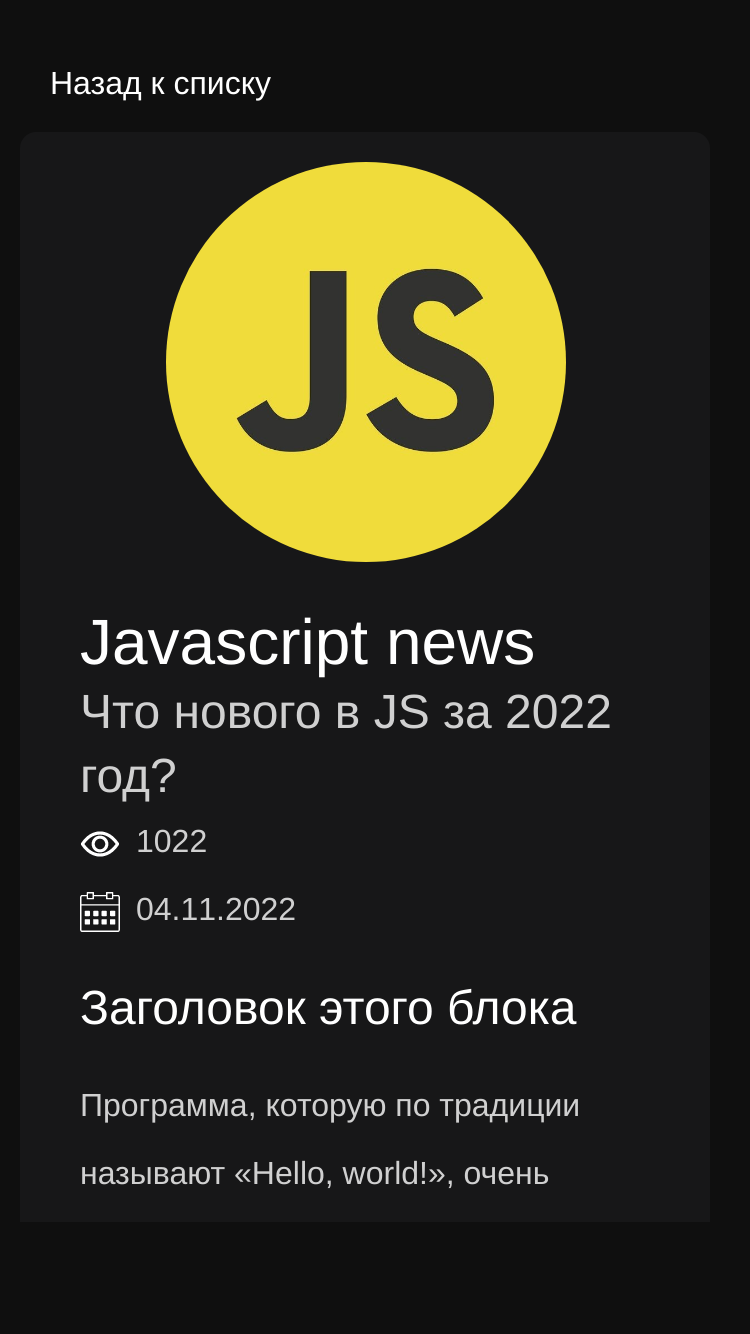 Назад к списку
JS
Javascript news
Что нового в JS за 2022
год?
1022
04.11.2022
Заголовок этого блока
Программа, которую по традиции
называют «Hello, world!», очень